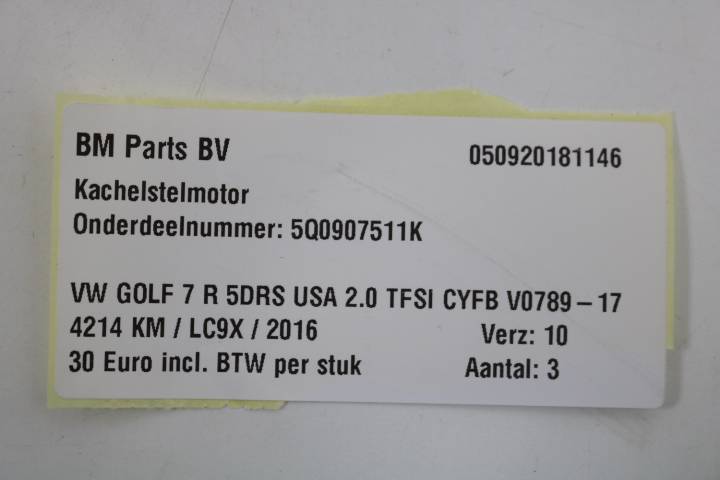 BM Parts BV 050920181146
Kachelstelmotor
Onderdeelnummer: 5Q0907511K
VW GOLF 7 R 5DRS USA 2.0 TFSI CYFB V0789-17
4214 KM / LC9X / 2016 Verz: 10
30 Euro incl. BTW per stuk Aantal: 3